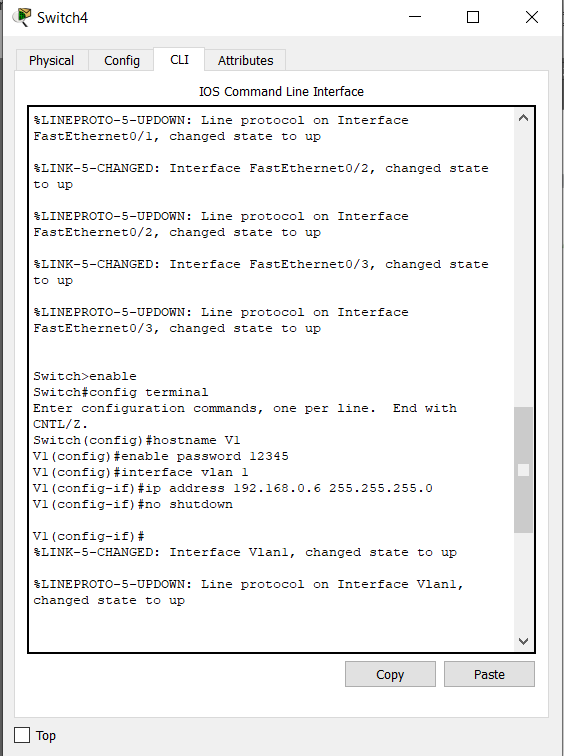 Switch4
Physical Config CLI Attributes
IOS Command Line Interface
%LINEPROTO-5-UPDOWN: Line protocol on Interface
FastEthernet0/1, changed state to up
%LINK-5-CHANGED: Interface FastEthernet0/2, changed state
to up
%LINEPROTO-5-UPDOWN: Line protocol on Interface
FastEthernet0/2, changed state to up
%LINK-5-CHANGED: Interface FastEthernet0/3, changed state
to up
%LINEPROTO-5-UPDOWN: Line protocol on Interface
FastEthernet0/3, changed state to up
Switch>enable
Switch#config terminal
Enter configuration commands, one per line.  End with
CNTL/Z.
Switch(config)#hostname V1
V1(config)#enable password 12345
V1(config)#interface vlan 1
V1(config-if)#ip address 192.168.0.6 255.255.255.0
V1(config-if)#no shutdown
V1(config-if)#
%LINK-5-CHANGED: Interface Vlan1, changed state to up
%LINEPROTO-5-UPDOWN: Line protocol on Interface Vlan1,
changed state to up
Copy Paste
Top